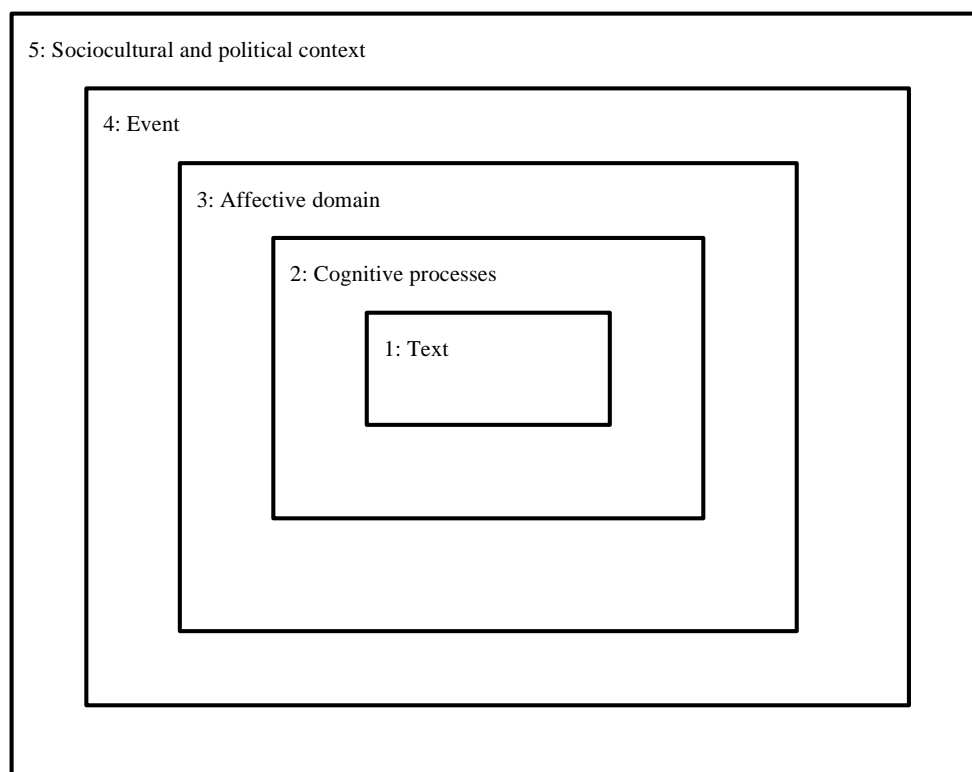 5: Sociocultural and political context
4: Event
3: Affective domain
2: Cognitive processes
1: Text